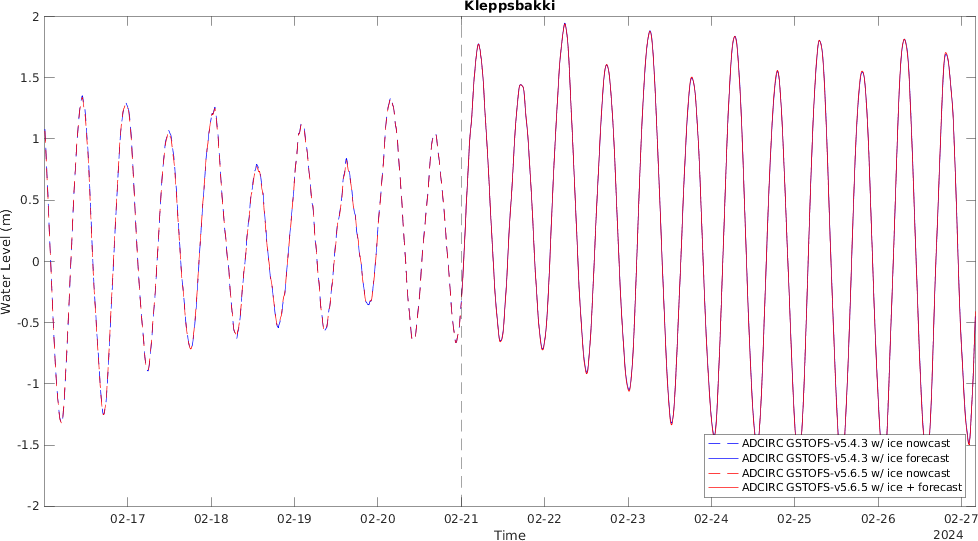 Kleppsbakki
2
1.5
1
0.5
0
-0.5
-1
-1.5
-2
Water Level (m)
ADCIRC GSTOFS-v5.4.3 w/ ice nowcast
ADCIRC GSTOFS-v5.4.3 w/ ice forecast
ADCIRC GSTOFS-v5.6.5 w/ ice nowcast
ADCIRC GSTOFS-v5.6.5 w/ ice + forecast
02-17 02-18 02-19 02-20 02-21 02-22 02-23 02-24 02-25 02-26 02-27
Time
2024